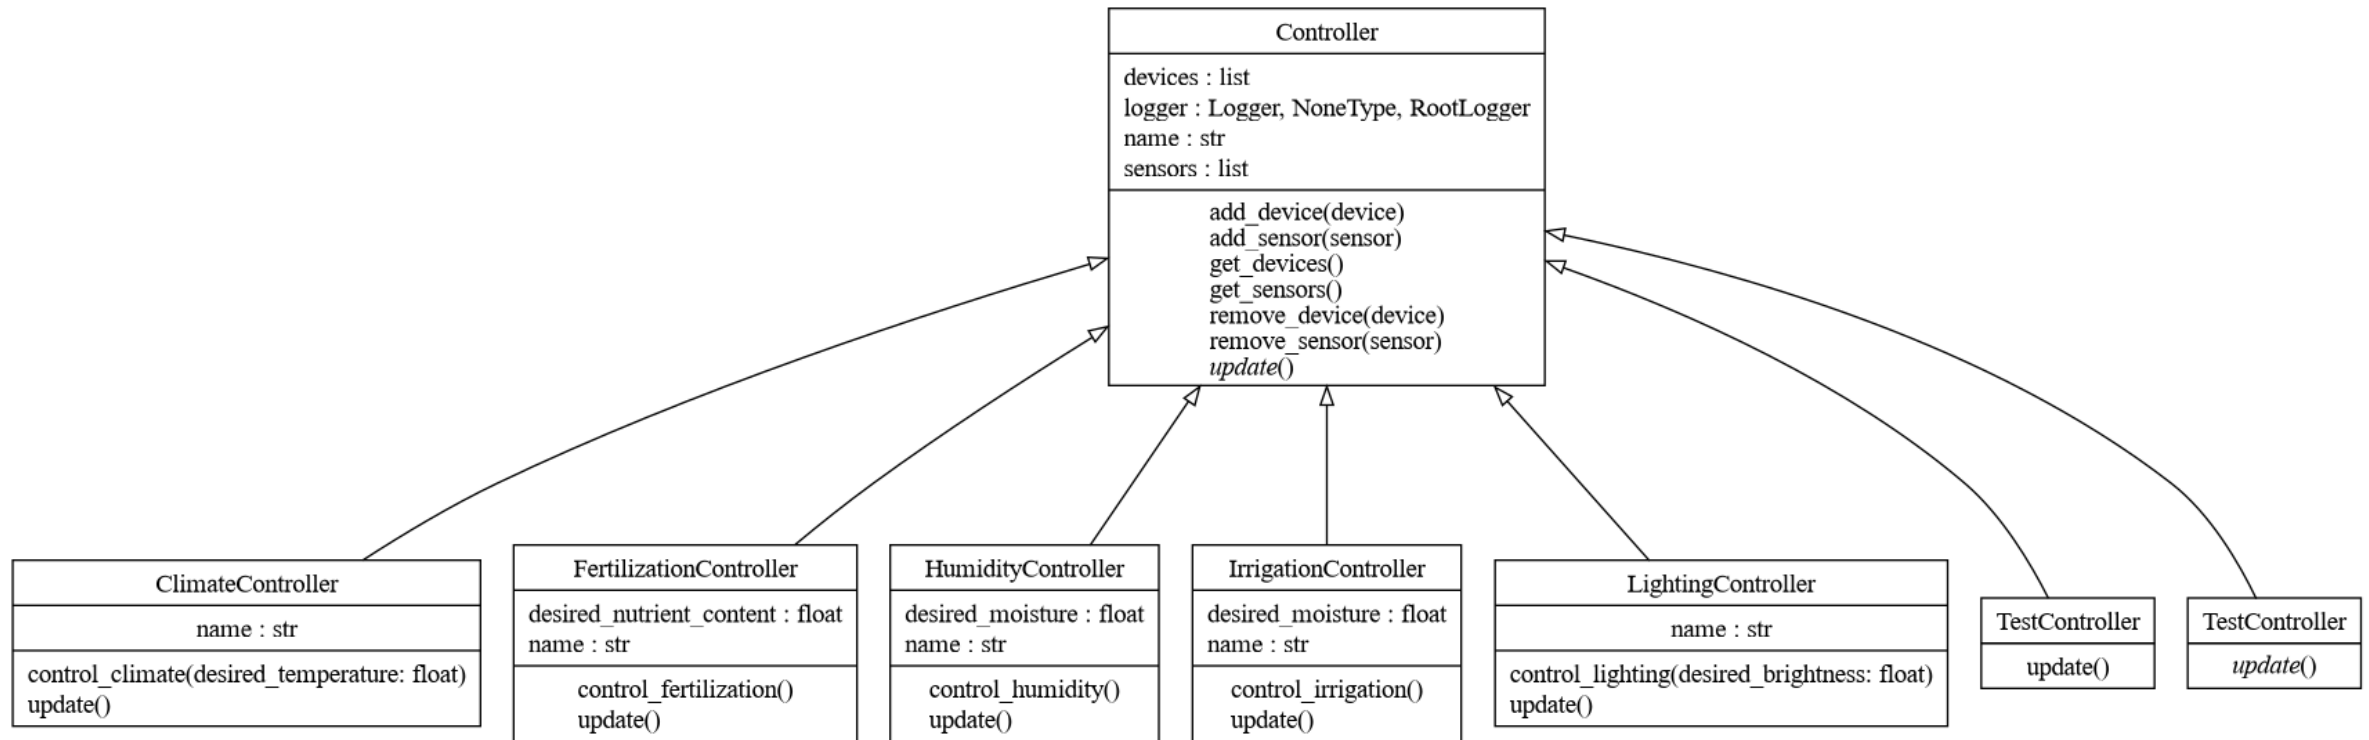 Controller
devices : list
logger : Logger, NoneType, RootLogger
name : str
sensors : list
add_device(device)
add_sensor(sensor)
get_devices()
get_sensors()
remove_device(device)
remove_sensor(sensor)
update()
ClimateController
name : str
control_climate(desired_temperature: float)
update()
FertilizationController
desired_nutrient_content : float
name : str
control_fertilization()
update()
HumidityController
desired_moisture : float
name : str
control_humidity()
update()
IrrigationController
desired_moisture : float
name : str
control_irrigation()
update()
LightingController
name : str
control_lighting(desired_brightness: float)
update()
TestController
update()
TestController
update()